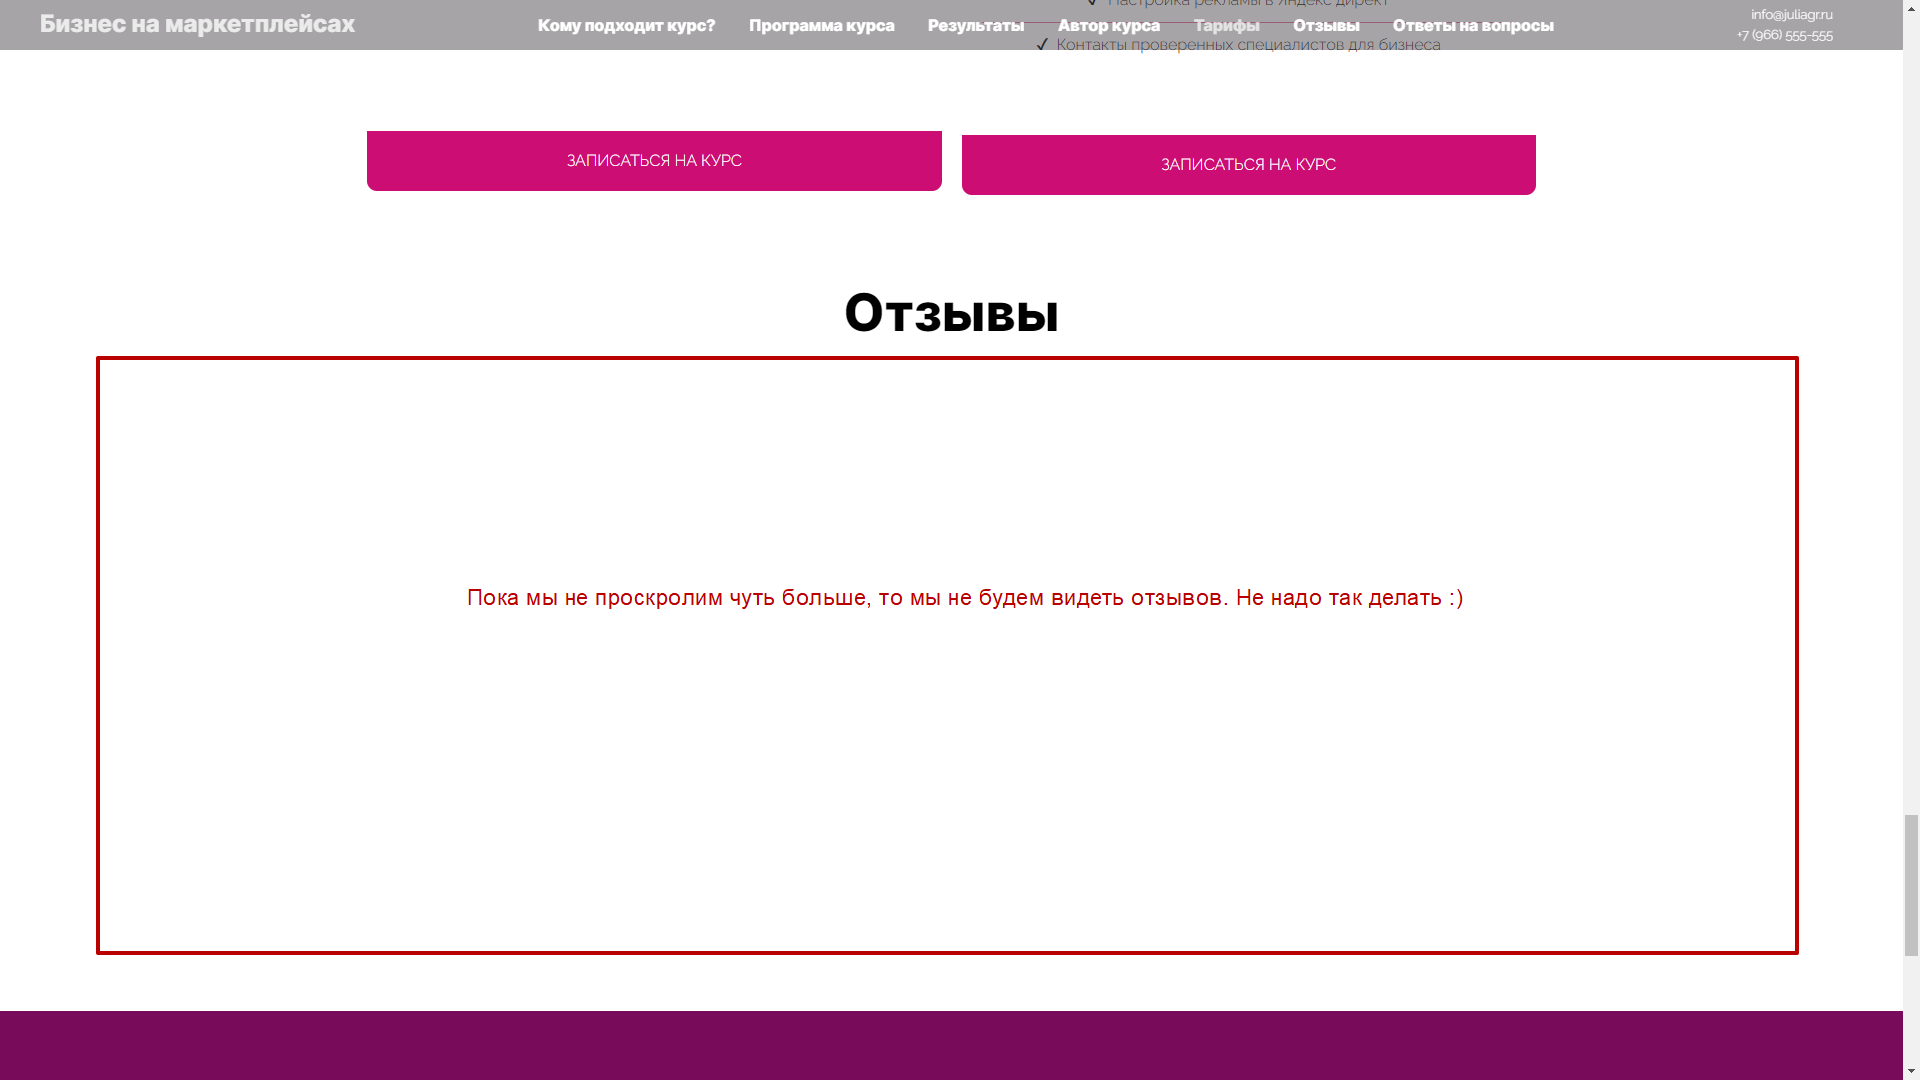 Настройка рекламы в Яндекс директ
Бизнес на маркетплейсах
Кому подходит курс?
Программа курса
Результаты
Автор курса
Тарифы
Отзывы
Ответы на вопросы
info@juliagr.ru
+7 (966) 555-555
✓ Контакты проверенных специалистов для бизнеса
ЗАПИСАТЬСЯ НА КУРС
ЗАПИСАТЬСЯ НА КУРС
Отзывы
Пока мы не проскролим чуть больше, то мы не будем видеть отзывов. Не надо так делать :)